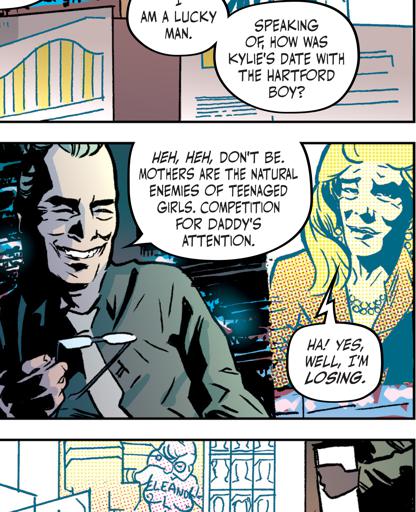 I
AM A LUCKY
MAN.
SPEAKING
OF, HOW WAS
KYLIE'S DATE WITH
THE HARTFORD
BOY?
HEH, HEH, DON'T BE.
MOTHERS ARE THE NATURAL
ENEMIES OF TEENAGED
GIRLS. COMPETITION
FOR DADDY'S
ATTENTION.
HA! YES,
WELL, I'M
LOSING.